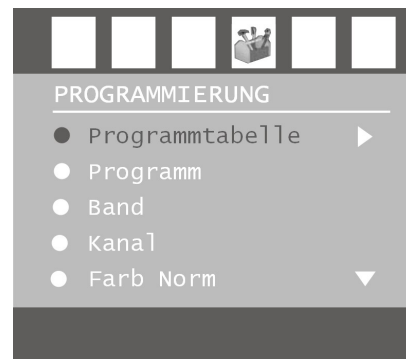 PROGRAMMIERUNG
Programmtabelle
Programm
Band
Kanal
Farb Norm